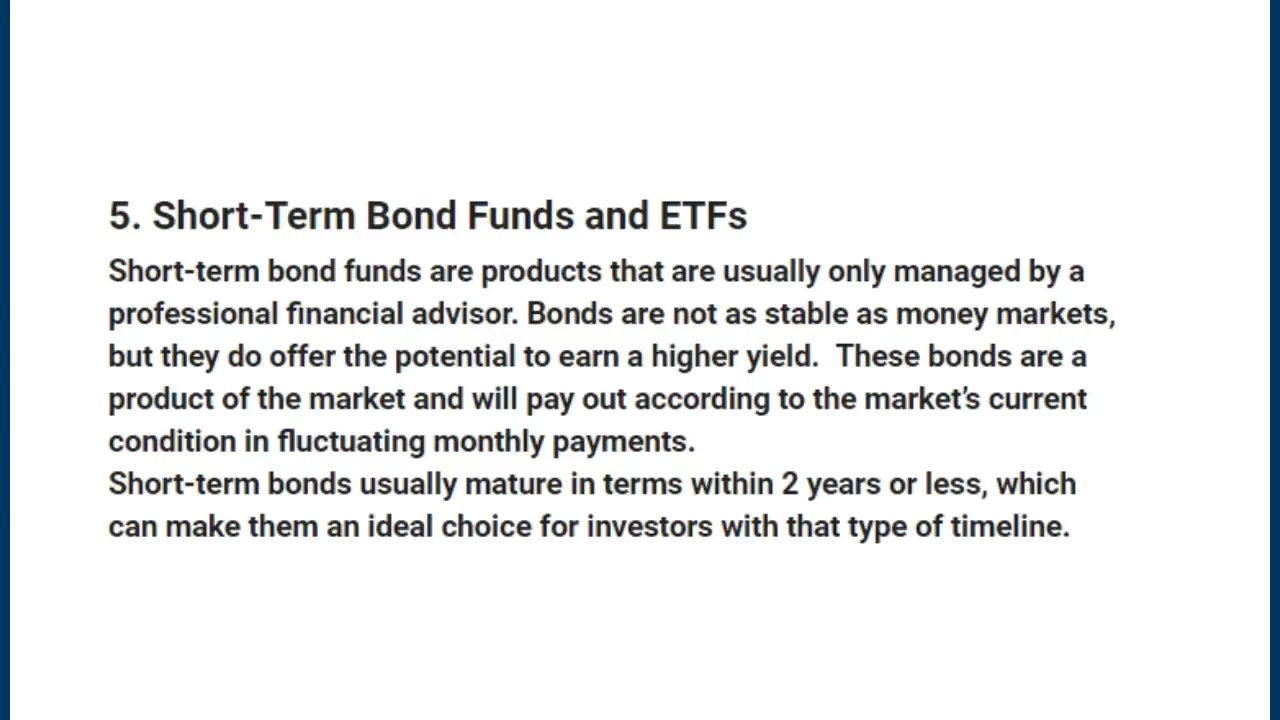 5. Short-Term Bond Funds and ETFs
Short-term bond funds are products that are usually only managed by a
professional financial advisor. Bonds are not as stable as money markets,
but they do offer the potential to earn a higher yield.  These bonds are a
product of the market and will pay out according to the market’s current
condition in fluctuating monthly payments.
Short-term bonds usually mature in terms within 2 years or less, which
can make them an ideal choice for investors with that type of timeline.